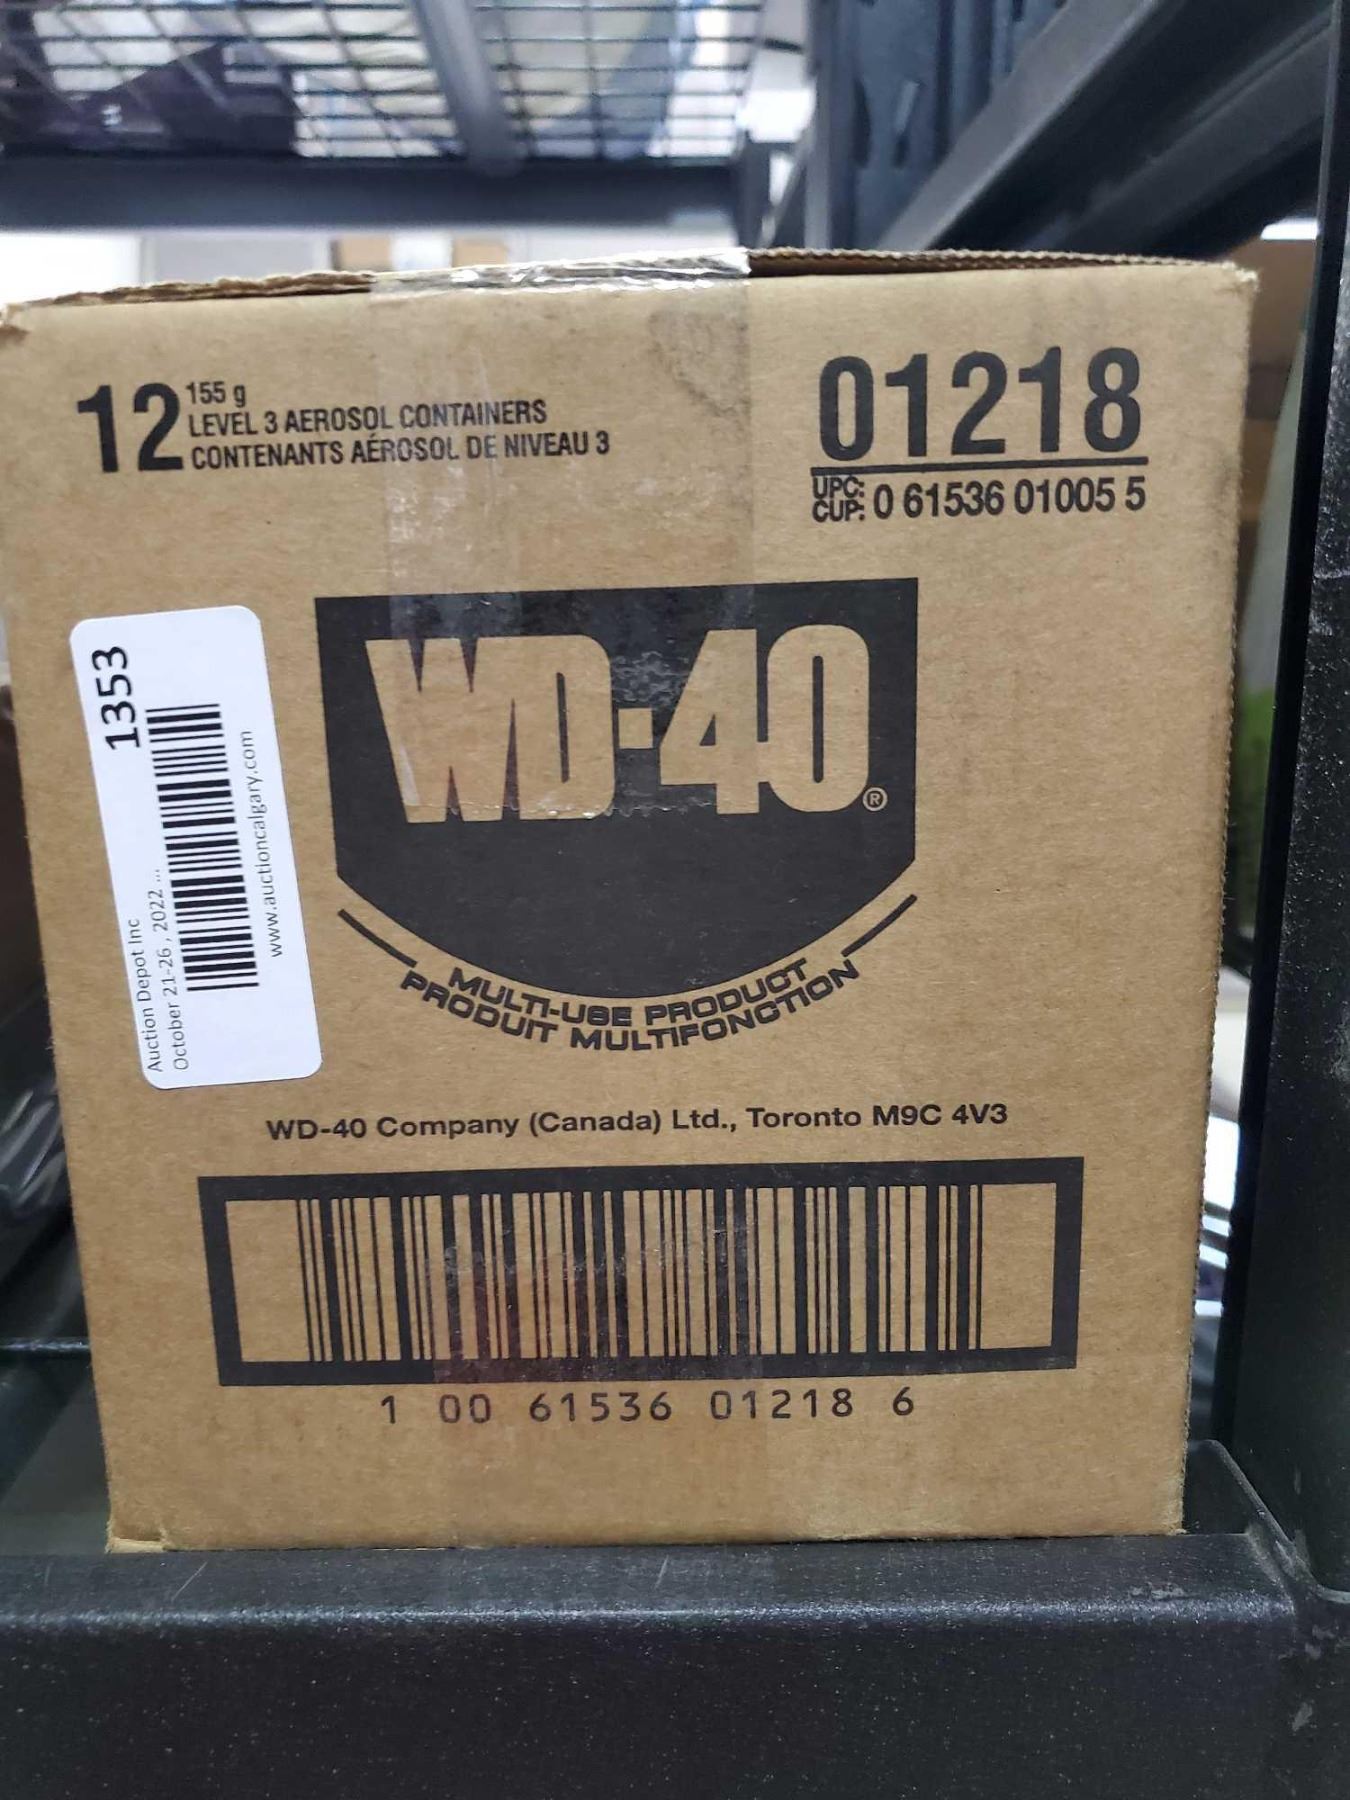 12 155 g
LEVEL 3 AEROSOL CONTAINERS
CONTENANTS AÉROSOL DE NIVEAU 3
01218
UPC:
CUP: 0 61536 01005 5
1353
Auction Depot Inc
October 21-26, 2022 ...
www.auctioncalgary.com
WD-40®
MULTI-USE PRODUCT
PRODUIT MULTIFONCTION
WD-40 Company (Canada) Ltd., Toronto M9C 4V3
1 00 61536 01218 6